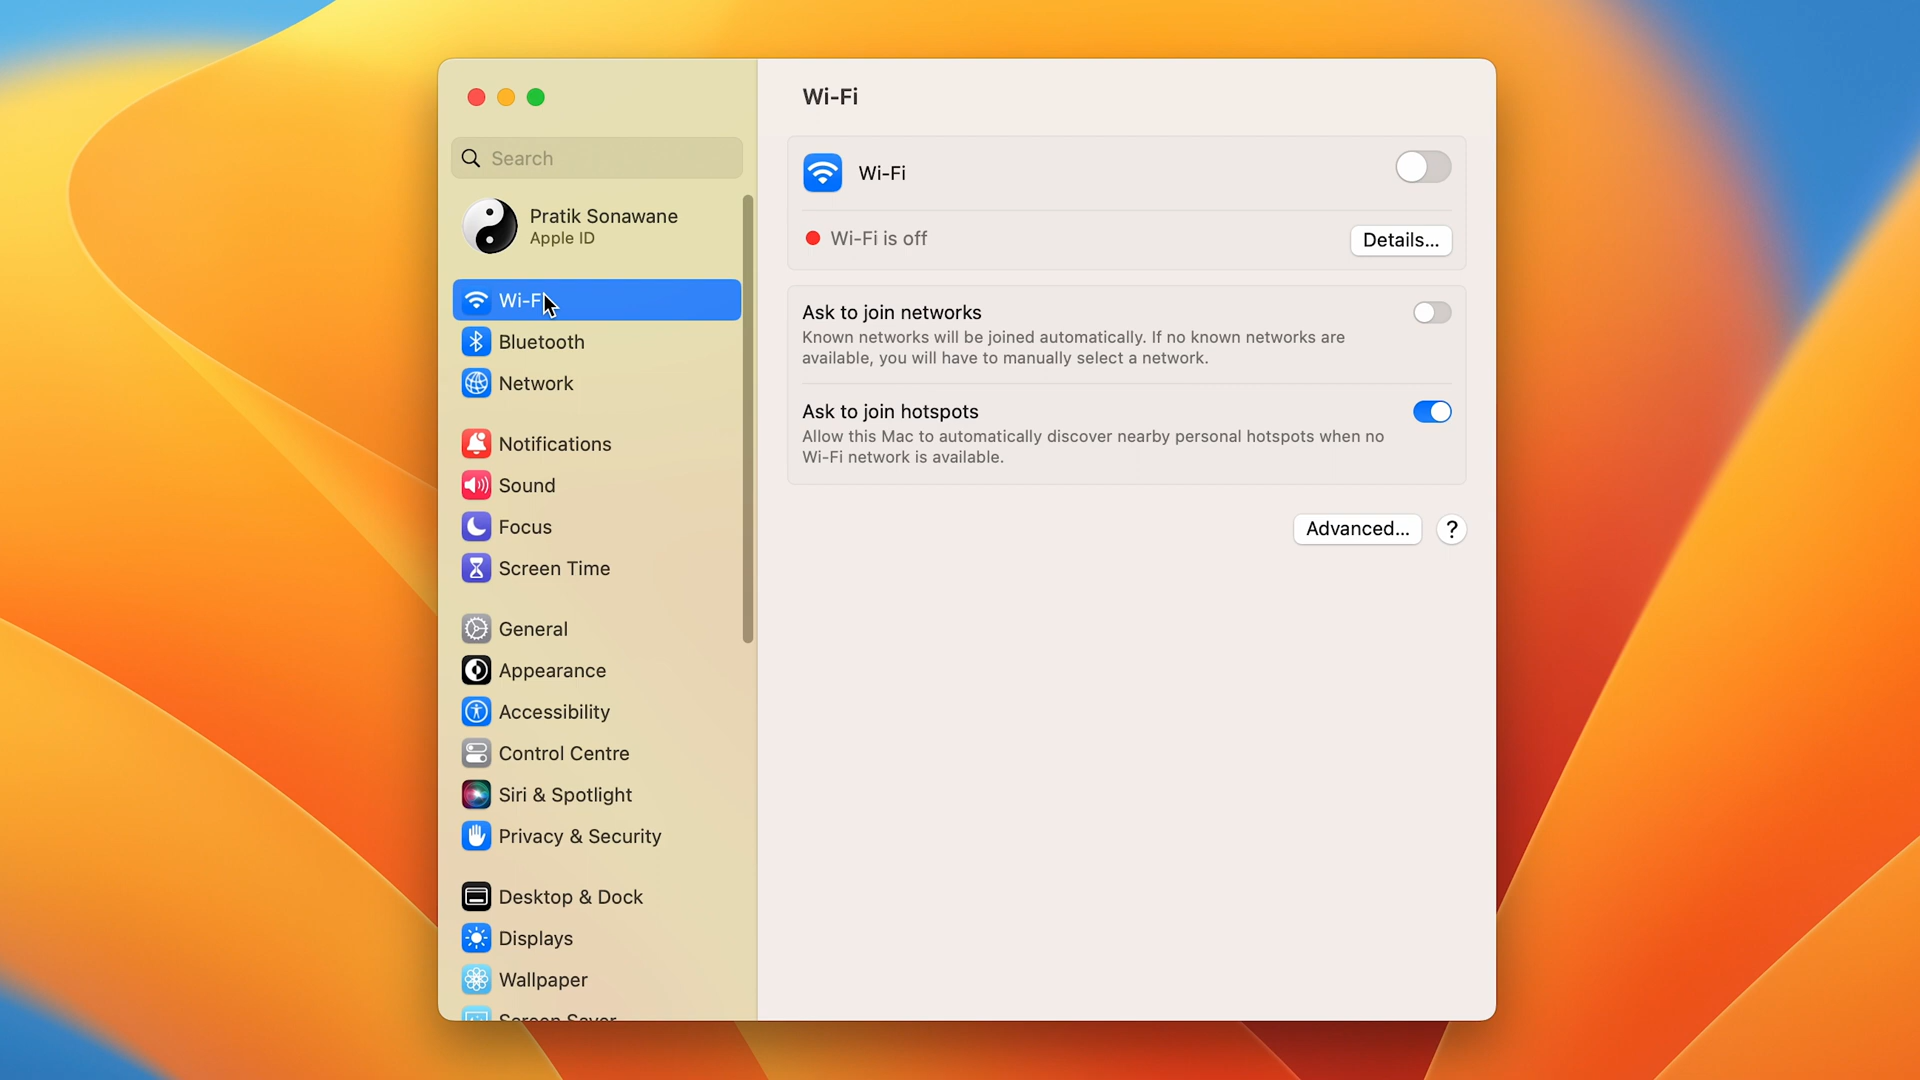 Search
Pratik Sonawane
Apple ID
Wi-Fi
Bluetooth
Network
Notifications
Sound
Focus
Screen Time
General
Appearance
Accessibility
Control Centre
Siri & Spotlight
Privacy & Security
Desktop & Dock
Displays
Wallpaper
Screen Saver
Wi-Fi
Wi-Fi
Wi-Fi is off
Details...
Ask to join networks
Known networks will be joined automatically. If no known networks are
available, you will have to manually select a network.
Ask to join hotspots
Allow this Mac to automatically discover nearby personal hotspots when no
Wi-Fi network is available.
Advanced...
?